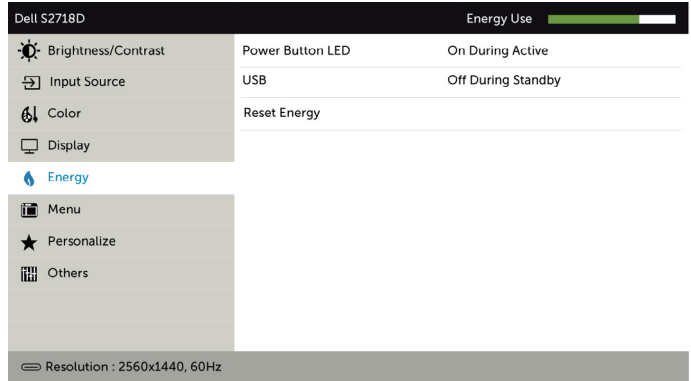 Dell S2718D Energy Use
Brightness/Contrast Power Button LED On During Active
Input Source USB Off During Standby
Color Reset Energy
Display
Energy
Menu
Personalize
Others
Resolution : 2560x1440, 60Hz